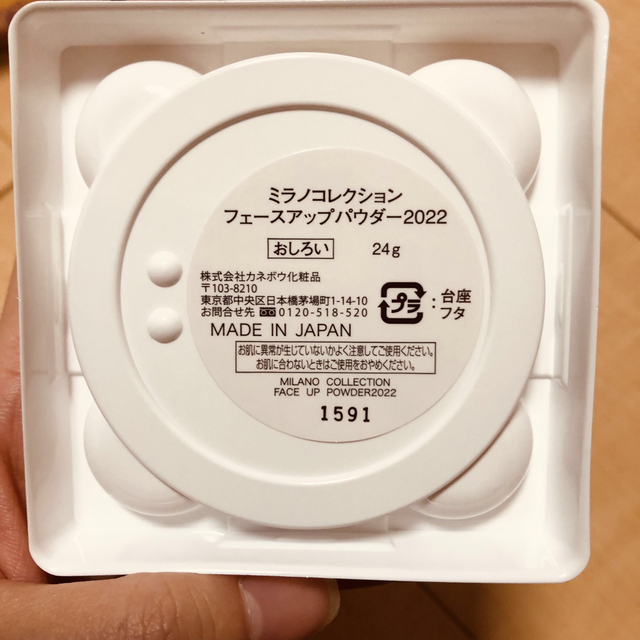 ミラノコレクション
フェースアップパウダー2022
おしろい 24g
株式会社カネボウ化粧品
〒103-8210
東京都中央区日本橋茅場町1-14-10
お問合せ先 ☎0120-518-520
プラ : 台座
フタ
MADE IN JAPAN
お肌に異常が生じていないかよく注意してご使用ください。
お肌に合わないときはご使用をおやめください。
MILANO COLLECTION
FACE UP POWDER2022
1591